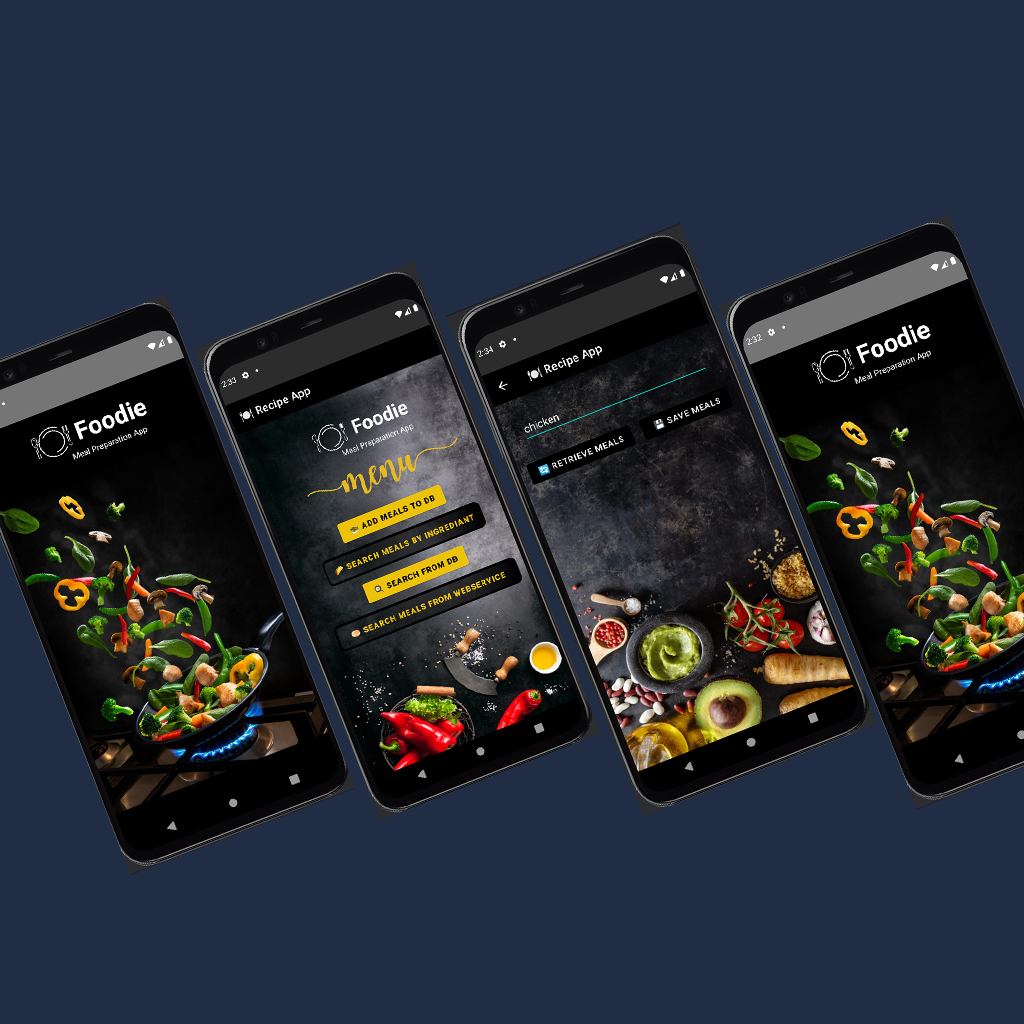 Foodie
Meal Preparation App
2:33
Recipe App
Foodie
Meal Preparation App
menu
ADD MEALS TO DB
SEARCH MEALS BY INGREDIANT
SEARCH FROM DB
SEARCH MEALS FROM WEBSERVICE
2:34
Recipe App
chicken
RETRIEVE MEALS
SAVE MEALS
2:32
Foodie
Meal Preparation App